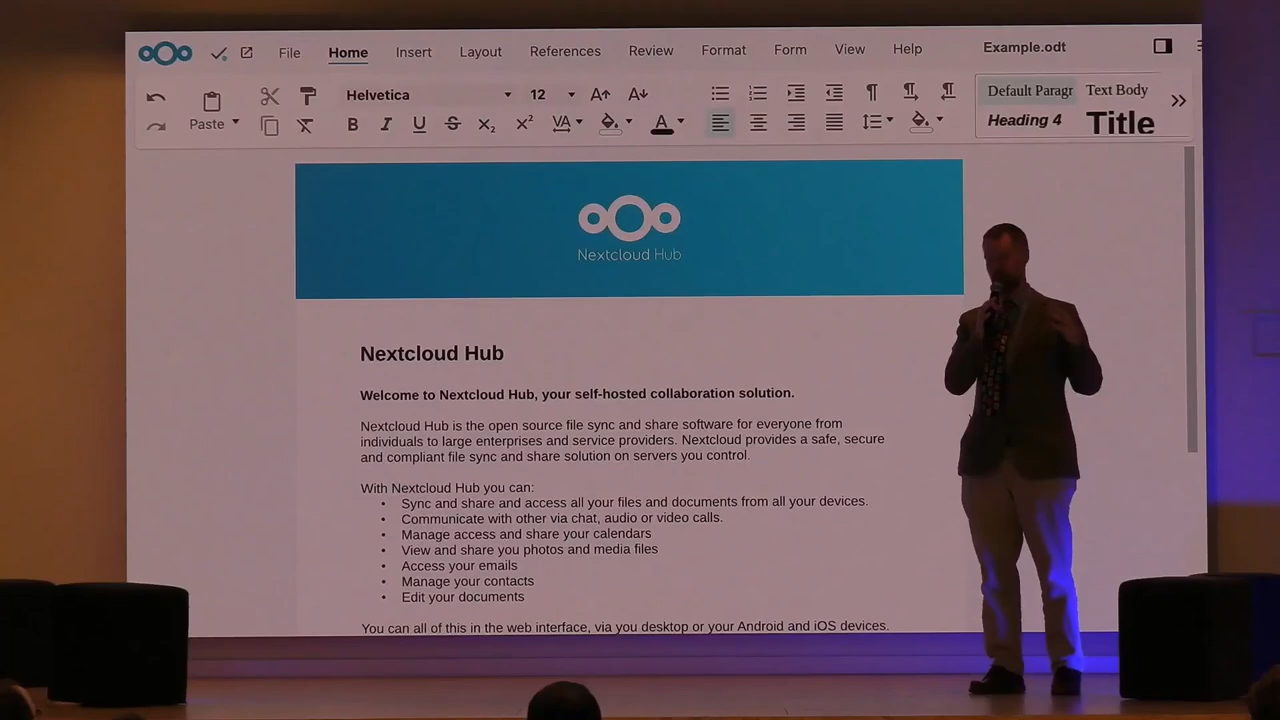 File Home Insert Layout References Review Format Form View Help Example.odt
Paste Helvetica 12 Default Paragr Text Body
Heading 4 Title
Nextcloud Hub
Nextcloud Hub
Welcome to Nextcloud Hub, your self-hosted collaboration solution.
Nextcloud Hub is the open source file sync and share software for everyone from
individuals to large enterprises and service providers. Nextcloud provides a safe, secure
and compliant file sync and share solution on servers you control.
With Nextcloud Hub you can:
• Sync and share and access all your files and documents from all your devices.
• Communicate with other via chat, audio or video calls.
• Manage access and share your calendars
• View and share you photos and media files
• Access your emails
• Manage your contacts
• Edit your documents
You can all of this in the web interface, via you desktop or your Android and iOS devices.